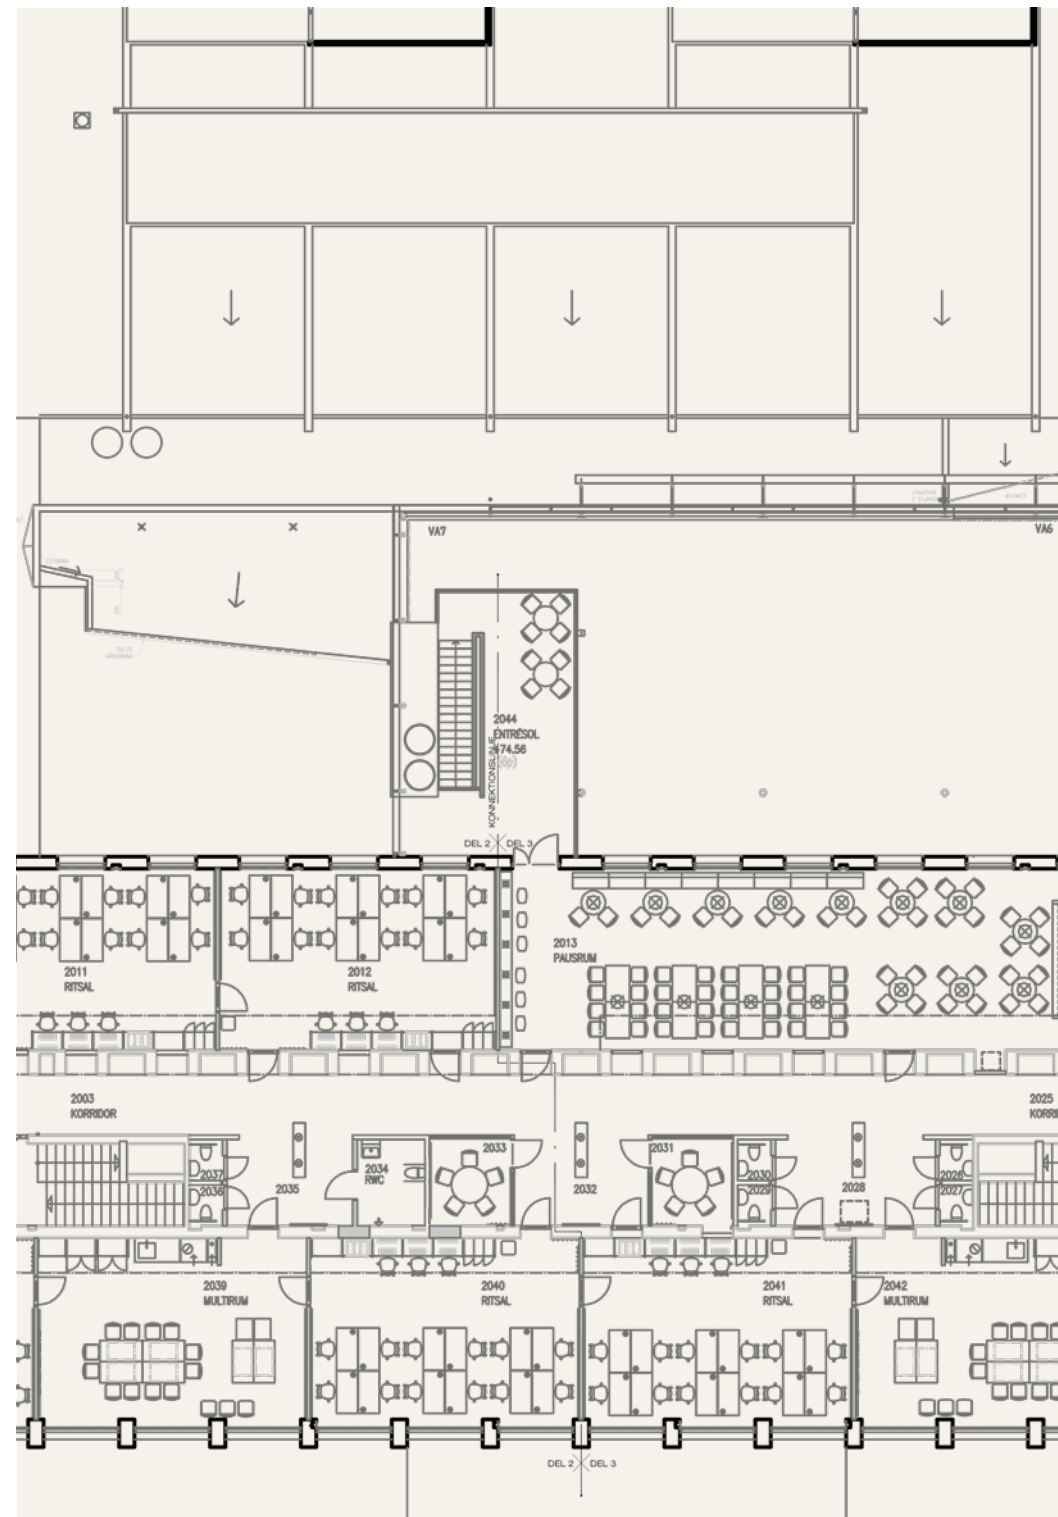 VA7
VA6
2044
ENTRÉSOL
+74.56
KONNEKTIONSLINJE
DEL 2
DEL 3
2011
RITSAL
2012
RITSAL
2013
PAUSRUM
2003
KORRIDOR
2025
2037
2036
2035
2034
RWC
2033
2032
2031
2030
2029
2028
2026
2027
2039
MULTIRUM
2040
RITSAL
2041
RITSAL
2042
MULTIRUM
DEL 2
DEL 3